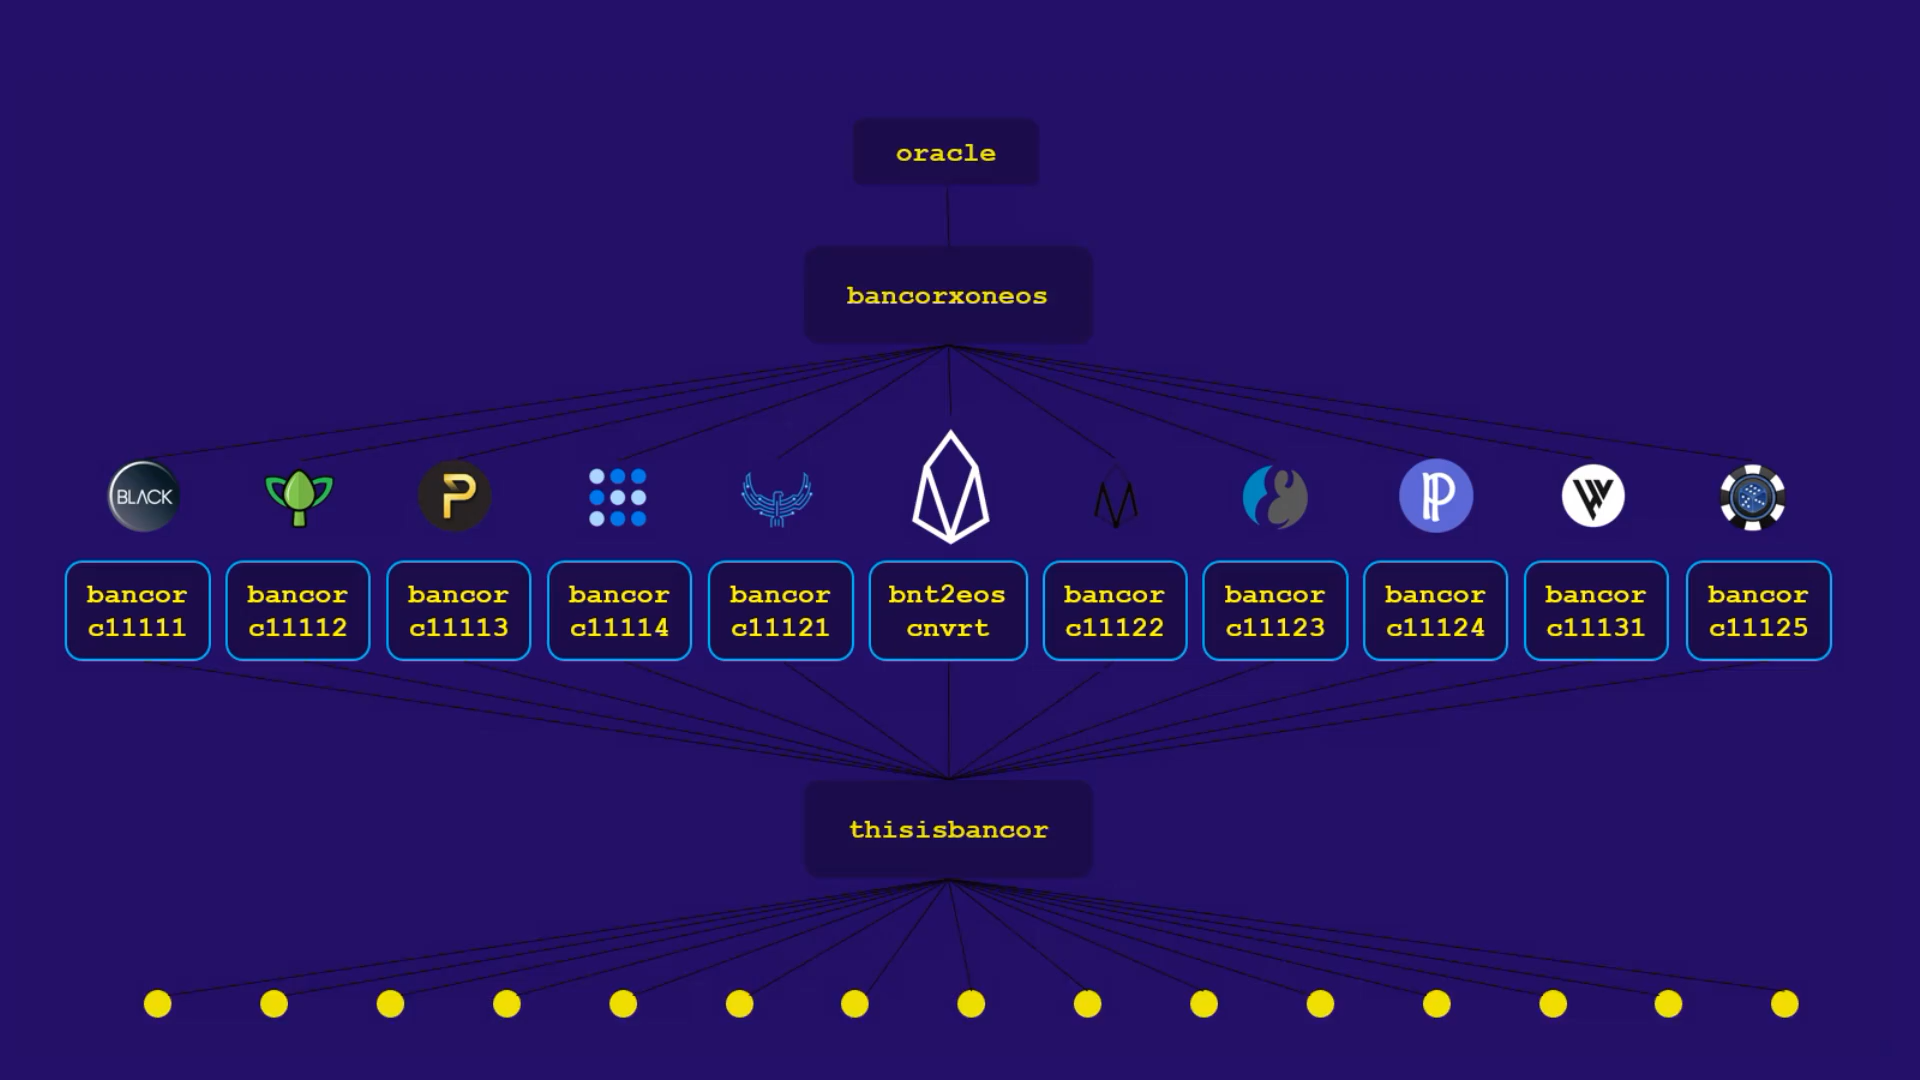 oracle
bancorxoneos
BLACK
bancor
c11111
bancor
c11112
bancor
c11113
bancor
c11114
bancor
c11121
bnt2eos
cnvrt
bancor
c11122
bancor
c11123
bancor
c11124
bancor
c11131
bancor
c11125
thisisbancor